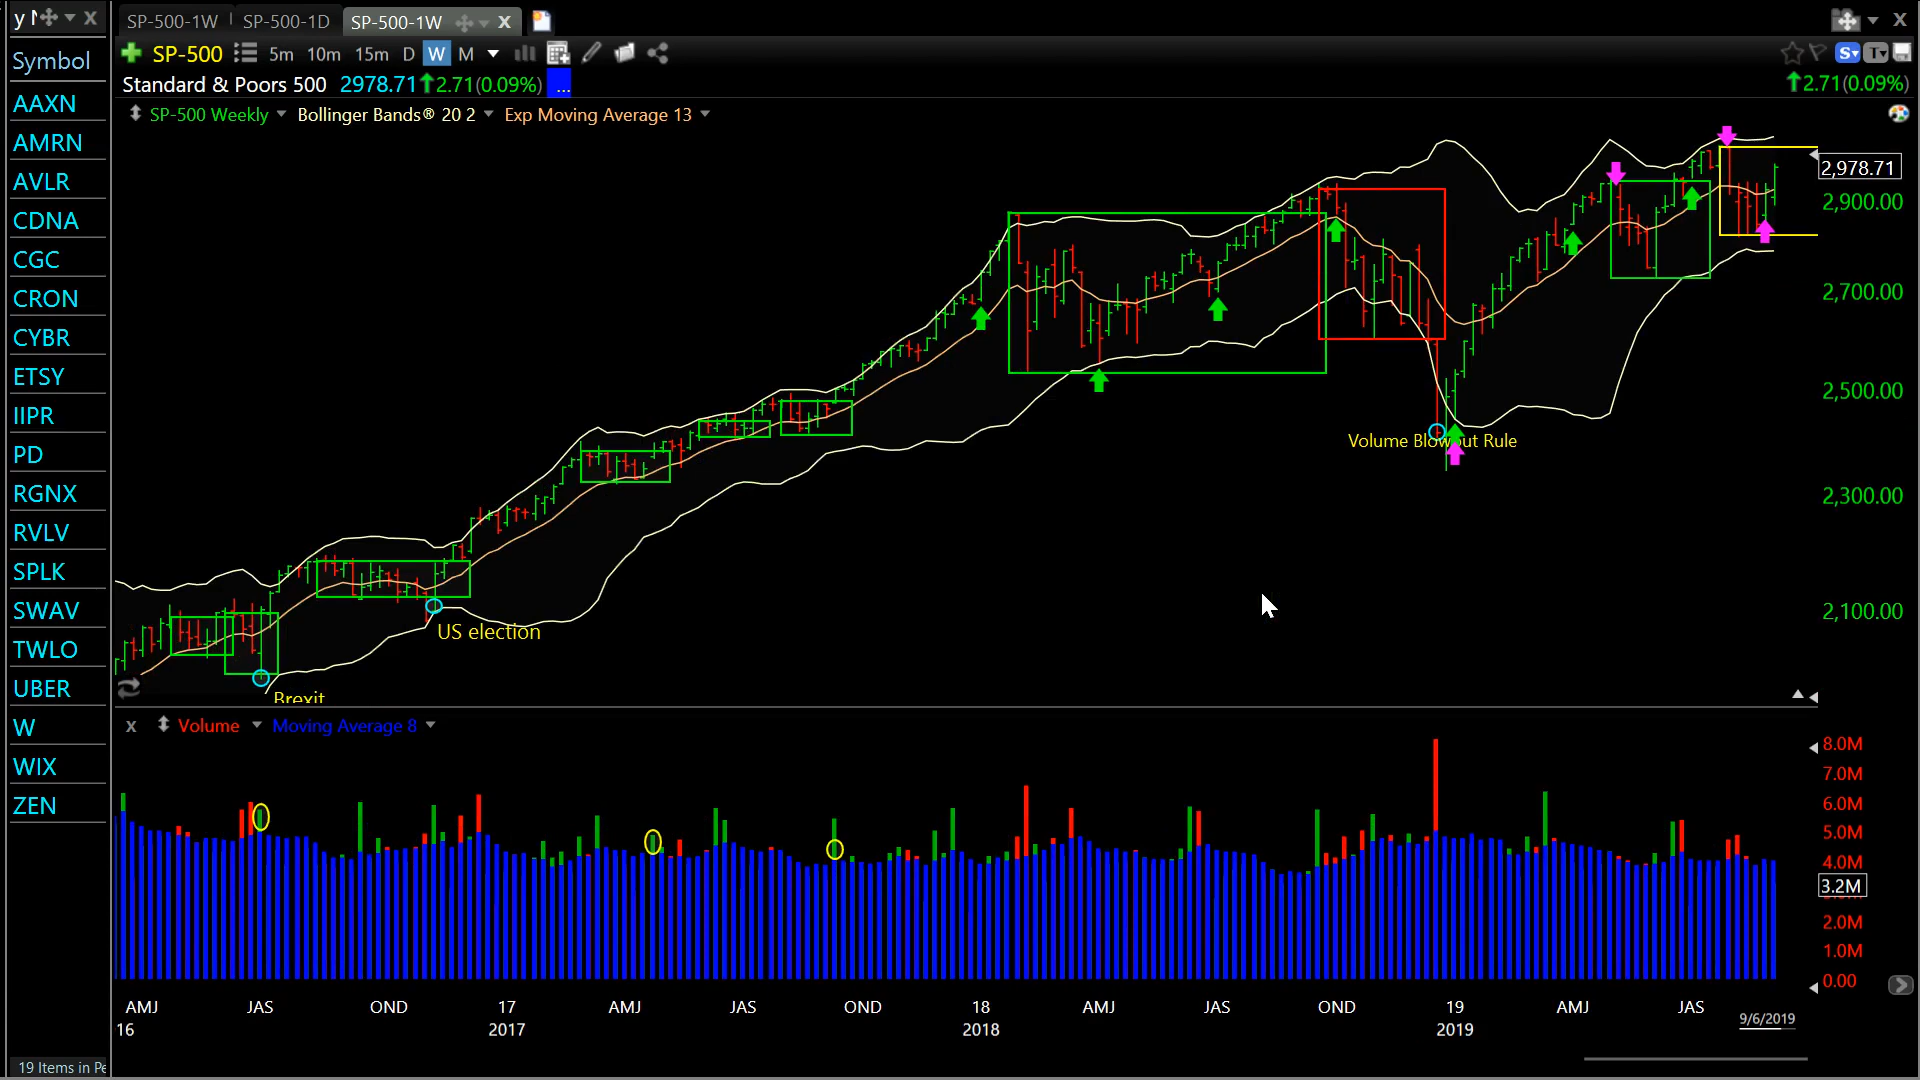 y
SP-500-1W
SP-500-1D
SP-500-1W
X
X
X
Symbol
SP-500
5m
10m
15m
D
W
M
S
T
Standard & Poors 500 2978.71 2.71(0.09%) ...
2.71(0.09%)
SP-500 Weekly
Bollinger Bands® 20 2
Exp Moving Average 13
AAXN
AMRN
AVLR
CDNA
CGC
CRON
CYBR
ETSY
IIPR
PD
RGNX
RVLV
SPLK
SWAV
TWLO
UBER
W
WIX
ZEN
19 Items in Pe
2,978.71
2,900.00
2,700.00
2,500.00
2,300.00
2,100.00
Volume Blowout Rule
US election
Brexit
X
Volume
Moving Average 8
8.0M
7.0M
6.0M
5.0M
4.0M
3.2M
2.0M
1.0M
0.00
AMJ JAS OND 17 AMJ JAS OND 18 AMJ JAS OND 19 AMJ JAS
16 2017 2018 2019 9/6/2019